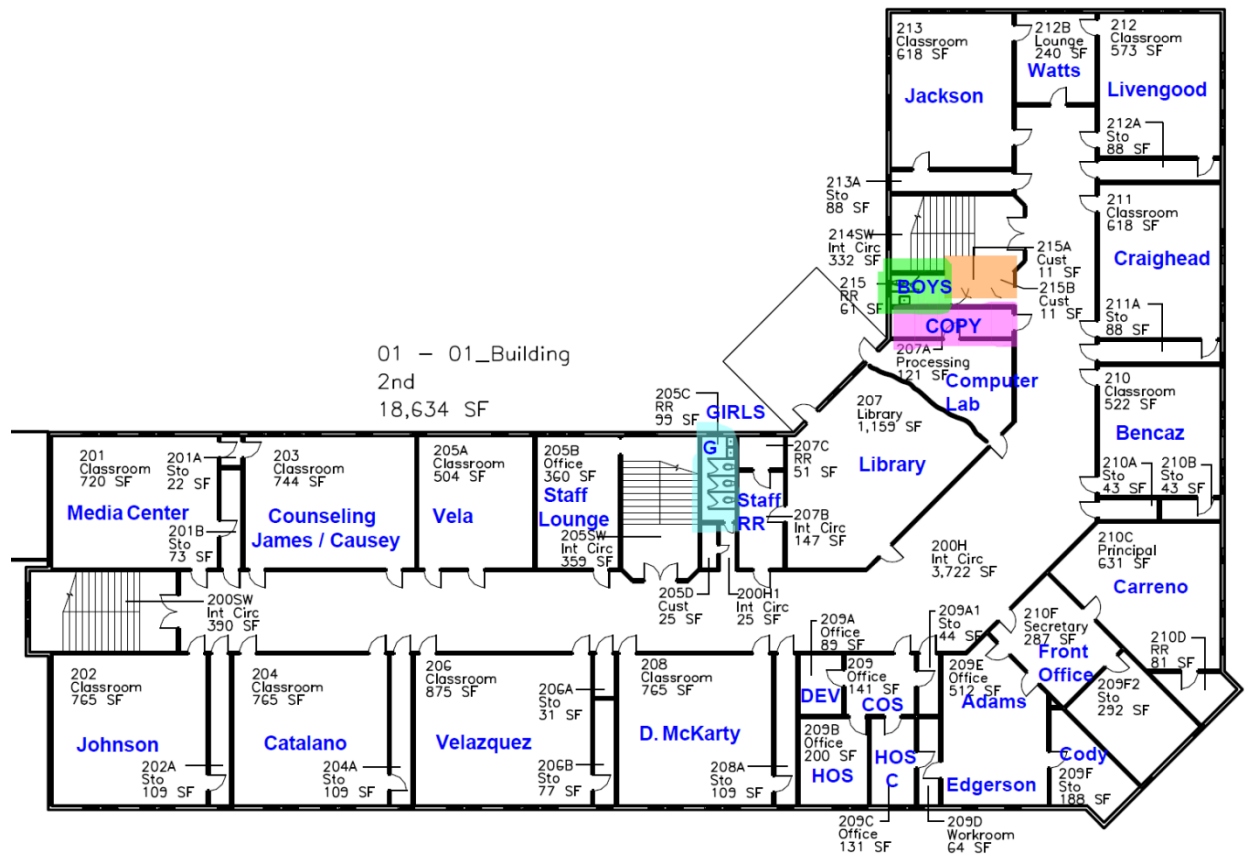 213
Classroom
618 SF
Jackson
212B
Lounge
240 SF
Watts
212
Classroom
573 SF
Livengood
212A
Sto
88 SF
213A
Sto
88 SF
214SW
Int Circ
332 SF
211
Classroom
618 SF
Craighead
215A
Cust
11 SF
215B
Cust
11 SF
BOYS
215
RR
61 SF
COPY
211A
Sto
88 SF
207A
Processing
121 SF
Computer
Lab
01 - 01_Building
2nd
18,634 SF
210
Classroom
522 SF
Bencaz
205C
RR
99 SF
GIRLS
G
207
Library
1,159 SF
Library
210A
Sto
43 SF
210B
Sto
43 SF
201
Classroom
720 SF
Media Center
201A
Sto
22 SF
201B
Sto
73 SF
203
Classroom
744 SF
Counseling
James / Causey
205A
Classroom
504 SF
Vela
205B
Office
360 SF
Staff
Lounge
205SW
Int Circ
359 SF
207C
RR
51 SF
Staff
RR
207B
Int Circ
147 SF
200H
Int Circ
3,722 SF
210C
Principal
631 SF
Carreno
200SW
Int Circ
390 SF
205D
Cust
25 SF
200H1
Int Circ
25 SF
209A
Office
89 SF
209A1
Sto
44 SF
210F
Secretary
287 SF
Front
Office
210D
RR
81 SF
202
Classroom
765 SF
Johnson
202A
Sto
109 SF
204
Classroom
765 SF
Catalano
204A
Sto
109 SF
206
Classroom
875 SF
Velazquez
206A
Sto
31 SF
206B
Sto
77 SF
208
Classroom
765 SF
D. McKarty
208A
Sto
109 SF
DEV
209
Office
141 SF
COS
209E
Office
512 SF
Adams
209F2
Sto
292 SF
209B
Office
200 SF
HOS
HOS
C
Edgerson
Cody
209F
Sto
188 SF
209C
Office
131 SF
209D
Workroom
64 SF